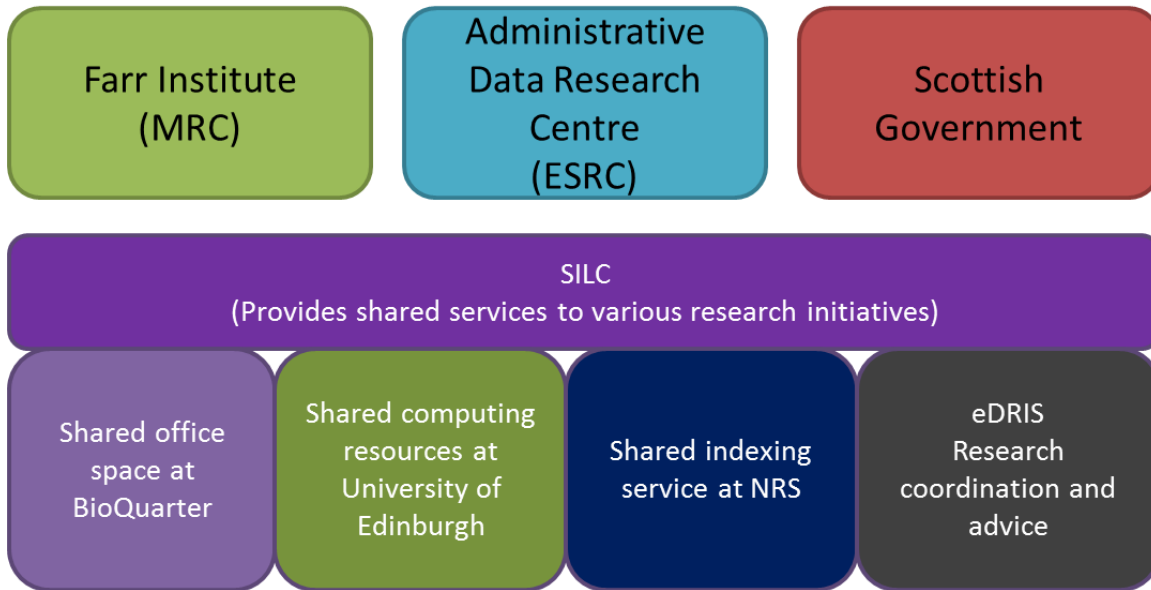 Farr Institute
(MRC)
Administrative
Data Research
Centre
(ESRC)
Scottish
Government
SILC
(Provides shared services to various research initiatives)
Shared office
space at
BioQuarter
Shared computing
resources at
University of
Edinburgh
Shared indexing
service at NRS
eDRIS
Research
coordination and
advice